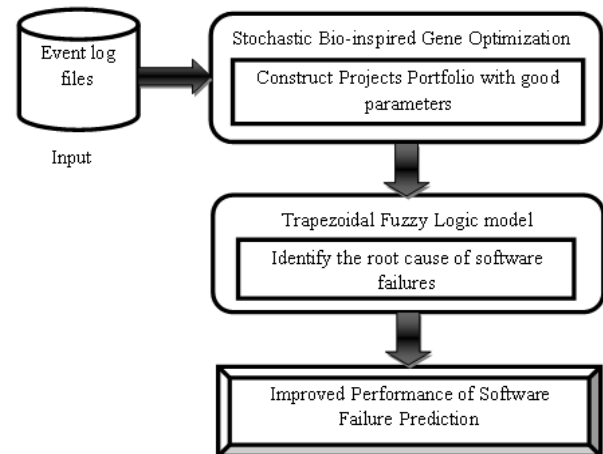 Event log
files
Input
Stochastic Bio-inspired Gene Optimization
Construct Projects Portfolio with good
parameters
Trapezoidal Fuzzy Logic model
Identify the root cause of software
failures
Improved Performance of Software
Failure Prediction